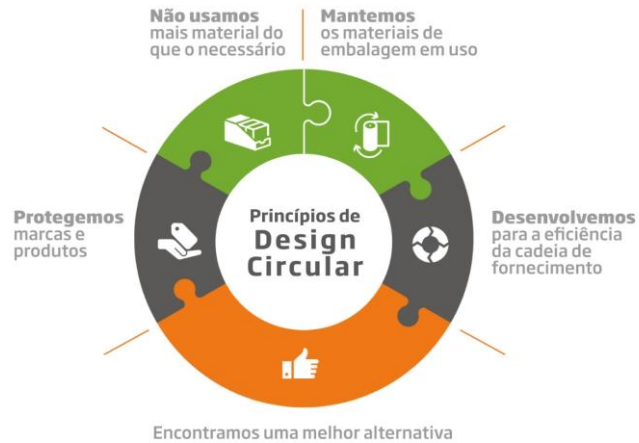 Não usamos
mais material do
que o necessário
Mantemos
os materiais de
embalagem em uso
Protegemos
marcas e
produtos
Princípios de
Design
Circular
Desenvolvemos
para a eficiência
da cadeia de
fornecimento
Encontramos uma melhor alternativa